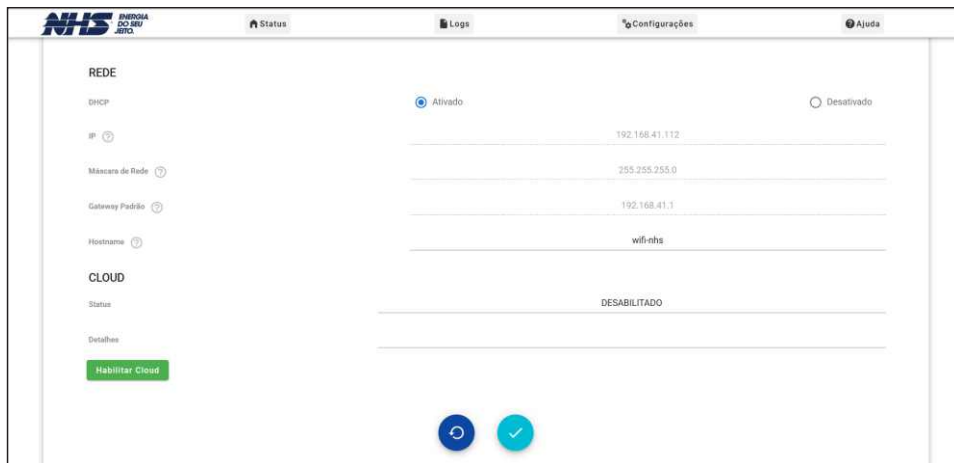 NHS ENERGIA DO SEU JEITO.
Status Logs Configurações Ajuda
REDE
DHCP Ativado Desativado
IP ? 192.168.41.112
Máscara de Rede ? 255.255.255.0
Gateway Padrão ? 192.168.41.1
Hostname ? wifi-nhs
CLOUD
Status DESABILITADO
Detalhes
Habilitar Cloud